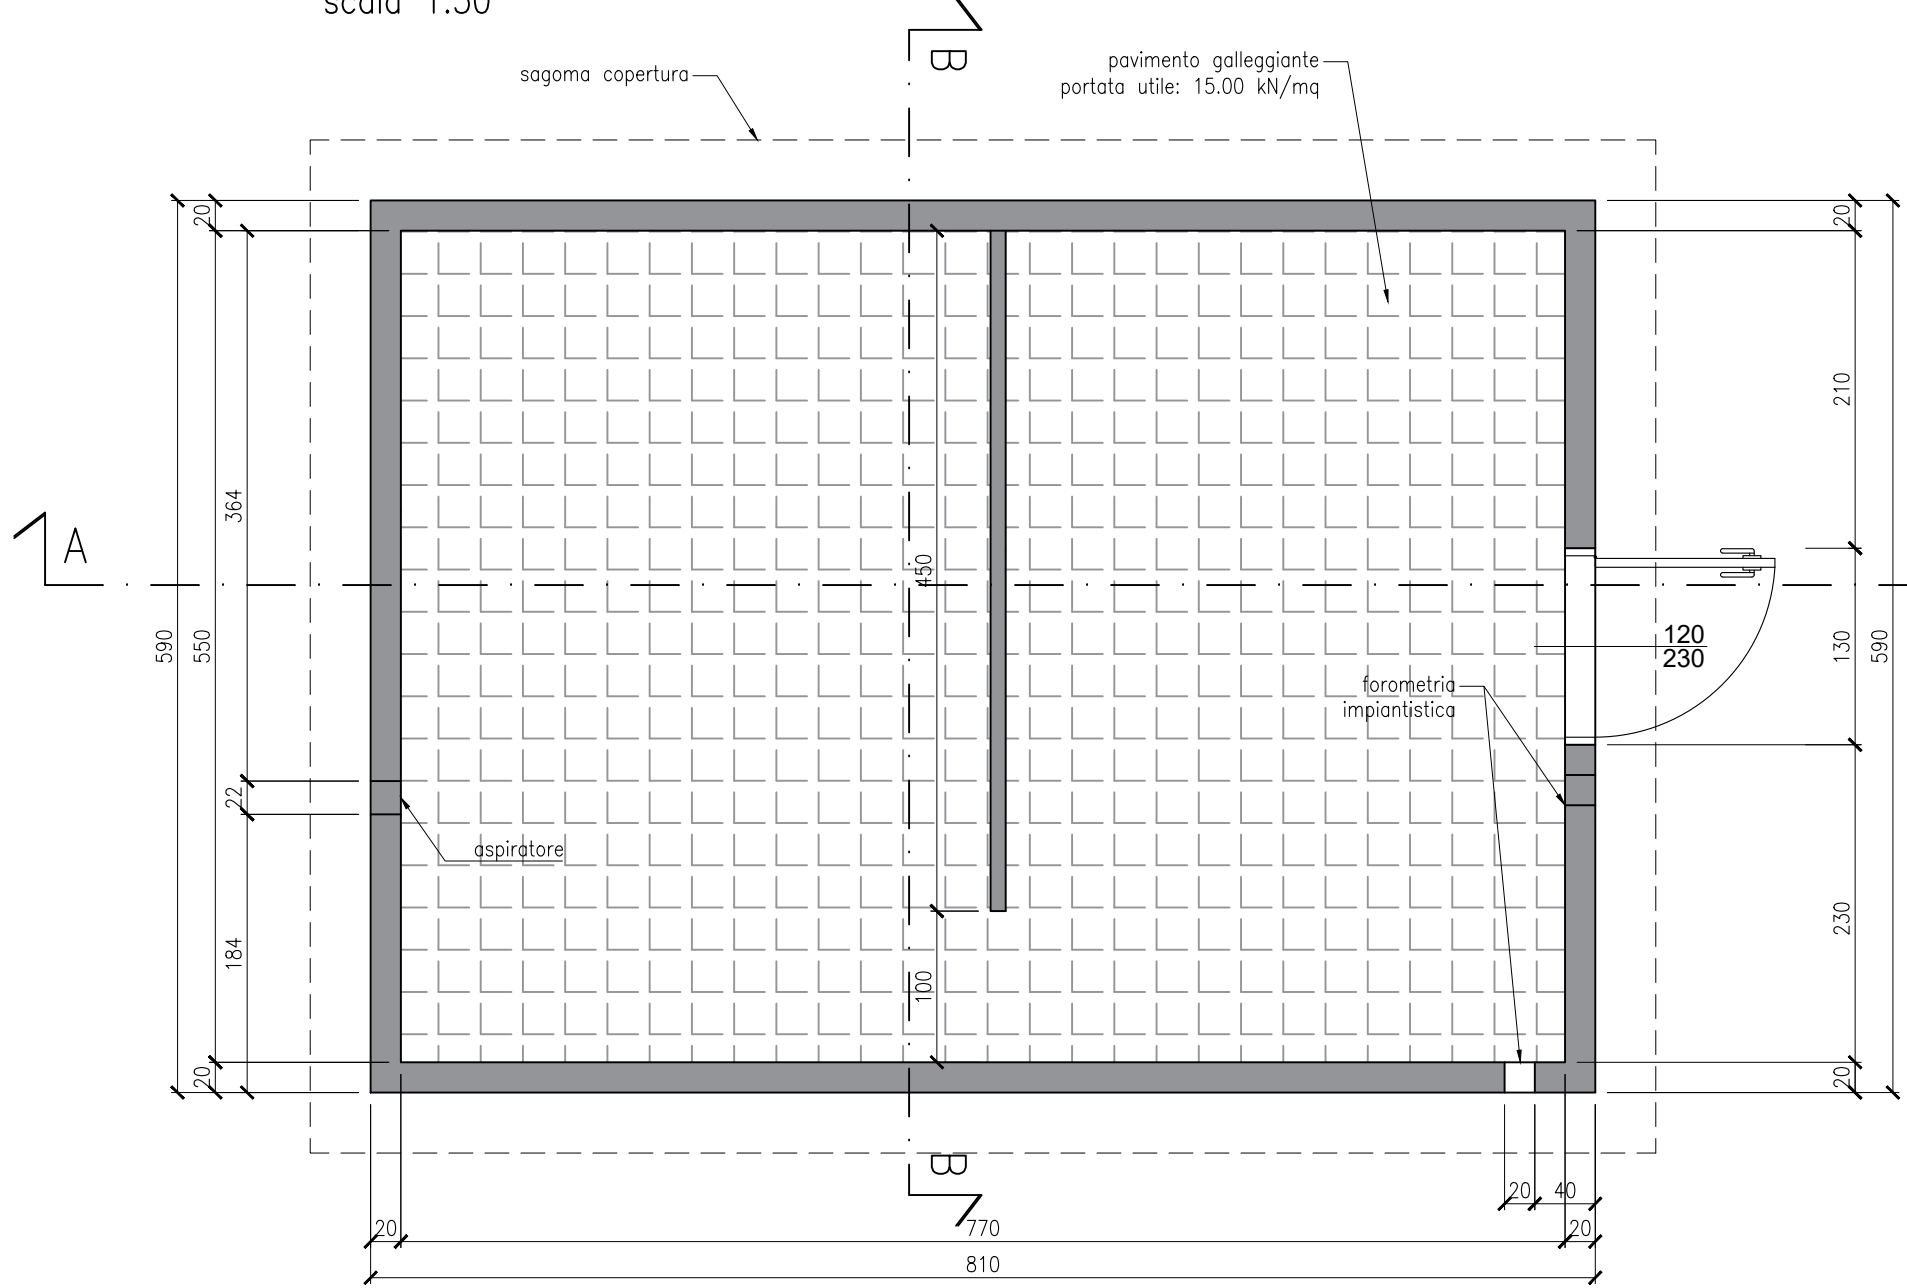 scala 1:50
B
sagoma copertura
pavimento galleggiante
portata utile: 15.00 kN/mq
20
20
210
364
A
450
590
550
120
230
130
590
forometria
impiantistica
22
aspiratore
184
100
230
20
20
B
20
40
20
770
20
810